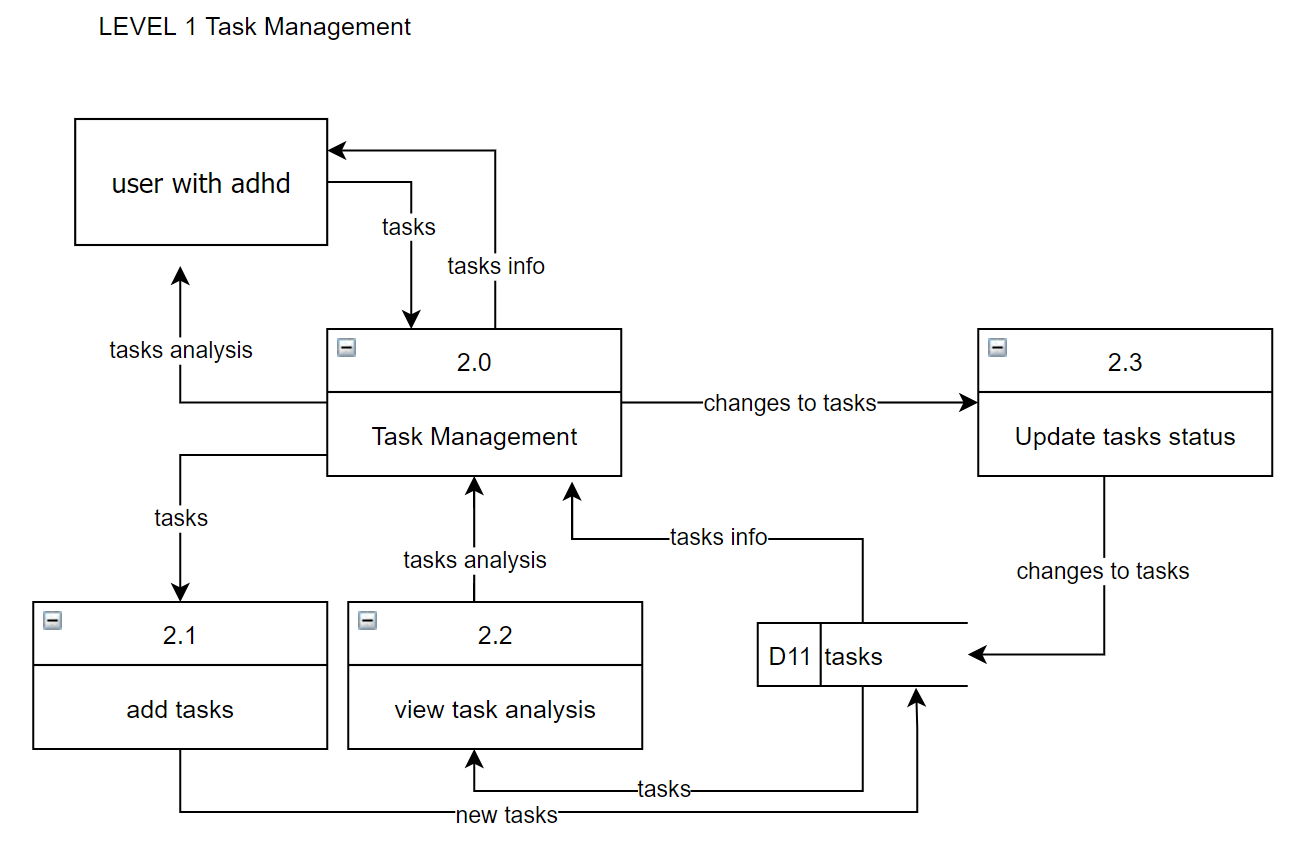 LEVEL 1 Task Management
user with adhd
tasks
tasks info
tasks analysis
2.0
Task Management
changes to tasks
2.3
Update tasks status
tasks
tasks analysis
tasks info
changes to tasks
2.1
add tasks
2.2
view task analysis
D11 tasks
tasks
new tasks